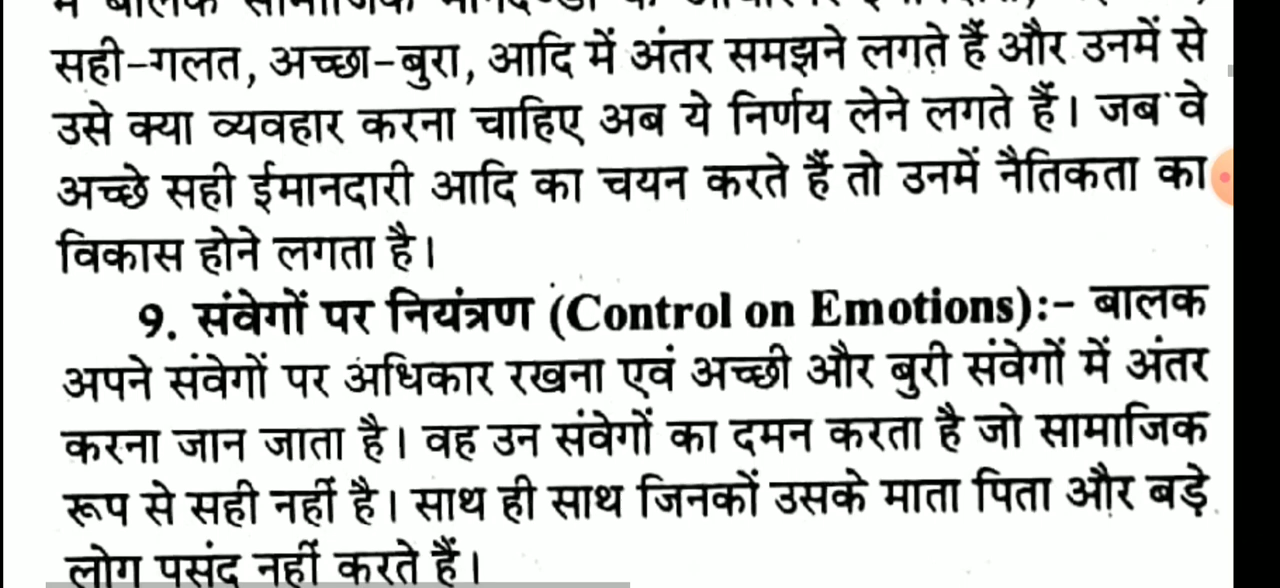 सही-गलत, अच्छा-बुरा, आदि में अंतर समझने लगते हैं और उनमें से
उसे क्या व्यवहार करना चाहिए अब ये निर्णय लेने लगते हैं। जब वे
अच्छे सही ईमानदारी आदि का चयन करते हैं तो उनमें नैतिकता का
विकास होने लगता है।
9. संवेगों पर नियंत्रण (Control on Emotions):- बालक
अपने संवेगों पर अधिकार रखना एवं अच्छी और बुरी संवेगों में अंतर
करना जान जाता है। वह उन संवेगों का दमन करता है जो सामाजिक
रूप से सही नहीं है। साथ ही साथ जिनकों उसके माता पिता और बड़े
लोग पसंद नहीं करते हैं।